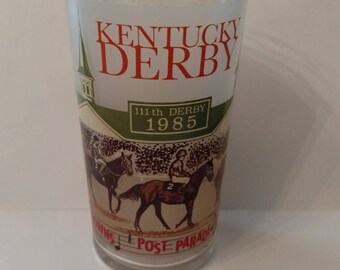 KENTUCKY
DERBY
111th DERBY
1985
POST PARADE